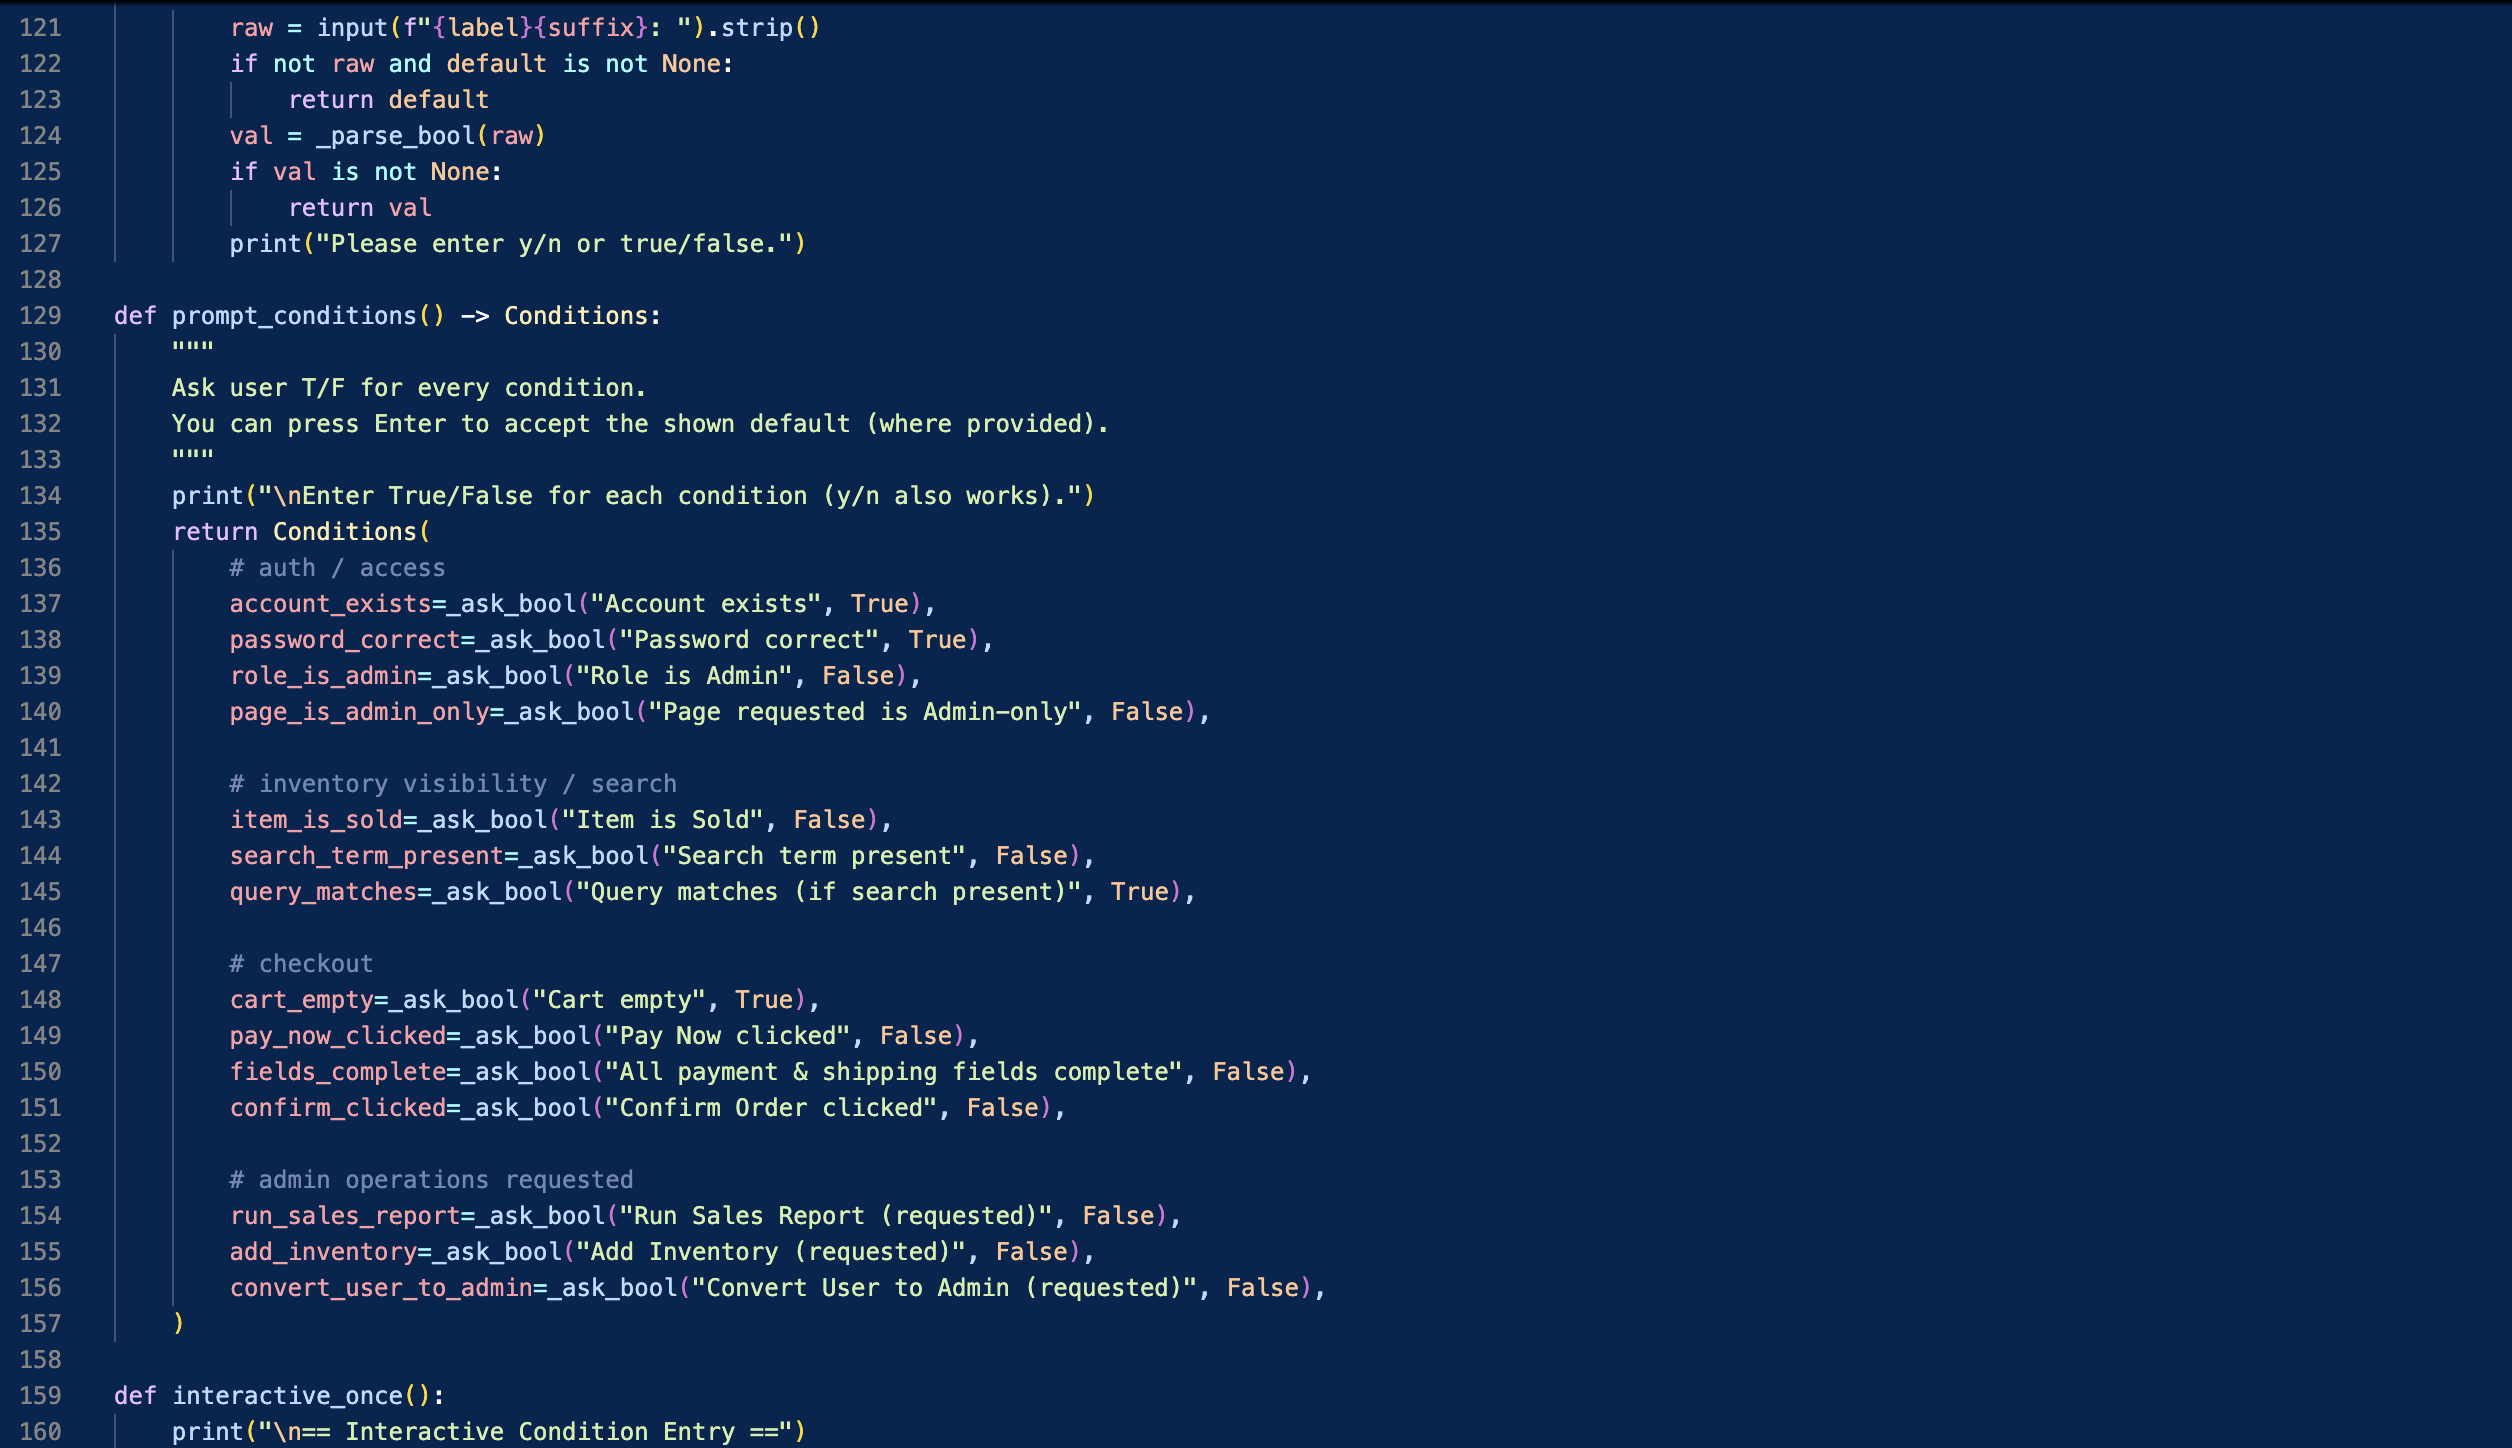 121 raw = input(f"{label}{suffix}: ").strip()
122 if not raw and default is not None:
123 return default
124 val = _parse_bool(raw)
125 if val is not None:
126 return val
127 print("Please enter y/n or true/false.")
128
129 def prompt_conditions() -> Conditions:
130 """
131 Ask user T/F for every condition.
132 You can press Enter to accept the shown default (where provided).
133 """
134 print("\nEnter True/False for each condition (y/n also works).")
135 return Conditions(
136 # auth / access
137 account_exists=_ask_bool("Account exists", True),
138 password_correct=_ask_bool("Password correct", True),
139 role_is_admin=_ask_bool("Role is Admin", False),
140 page_is_admin_only=_ask_bool("Page requested is Admin-only", False),
141
142 # inventory visibility / search
143 item_is_sold=_ask_bool("Item is Sold", False),
144 search_term_present=_ask_bool("Search term present", False),
145 query_matches=_ask_bool("Query matches (if search present)", True),
146
147 # checkout
148 cart_empty=_ask_bool("Cart empty", True),
149 pay_now_clicked=_ask_bool("Pay Now clicked", False),
150 fields_complete=_ask_bool("All payment & shipping fields complete", False),
151 confirm_clicked=_ask_bool("Confirm Order clicked", False),
152
153 # admin operations requested
154 run_sales_report=_ask_bool("Run Sales Report (requested)", False),
155 add_inventory=_ask_bool("Add Inventory (requested)", False),
156 convert_user_to_admin=_ask_bool("Convert User to Admin (requested)", False),
157 )
158
159 def interactive_once():
160 print("\n== Interactive Condition Entry ==")